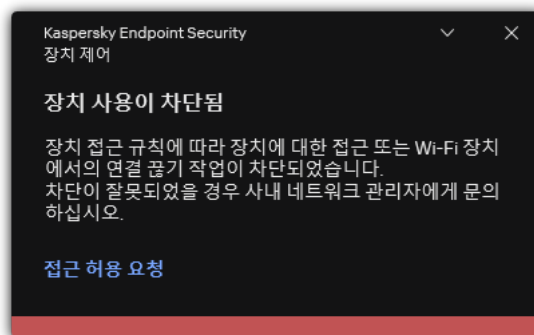 Kaspersky Endpoint Security
장치 제어
장치 사용이 차단됨
장치 접근 규칙에 따라 장치에 대한 접근 또는 Wi-Fi 장치
에서의 연결 끊기 작업이 차단되었습니다.
차단이 잘못되었을 경우 사내 네트워크 관리자에게 문의
하십시오.
접근 허용 요청